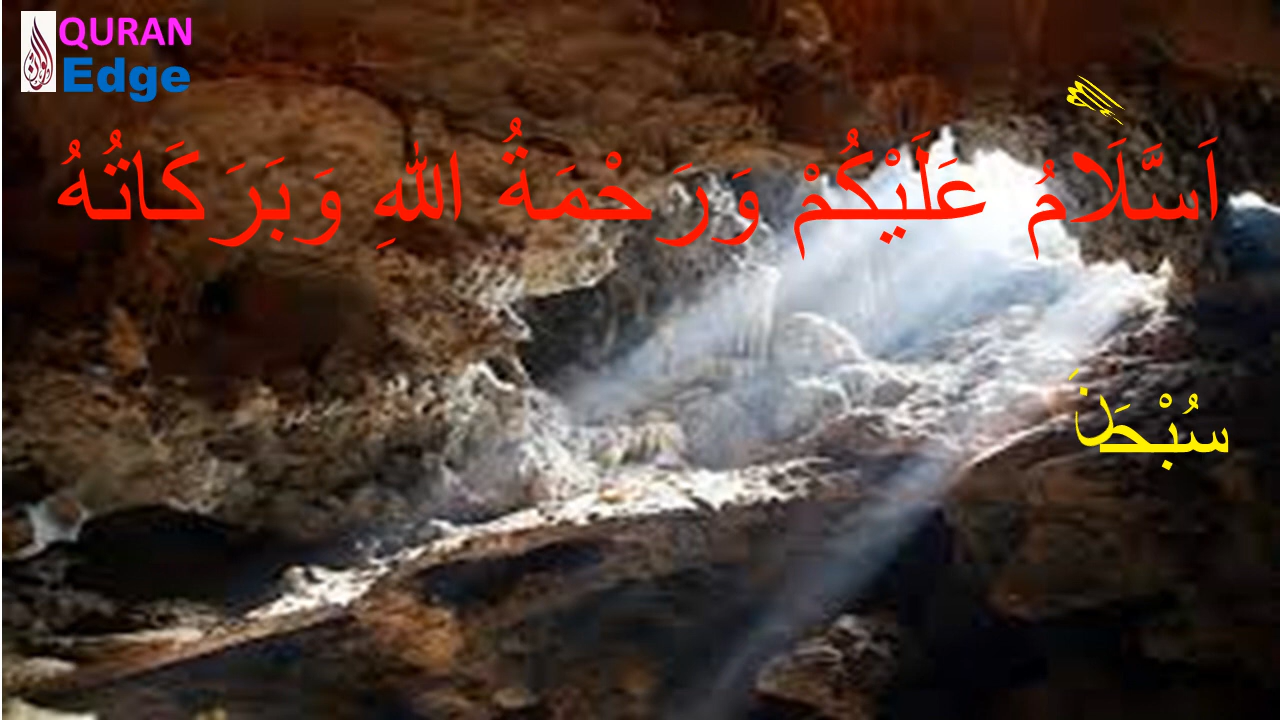 QURAN
Edge
اَسَّلَامُ عَلَيْكُمْ وَرَحْمَةُ اللهِ وَبَرَكَاتُهُ
سُبْحَنَ